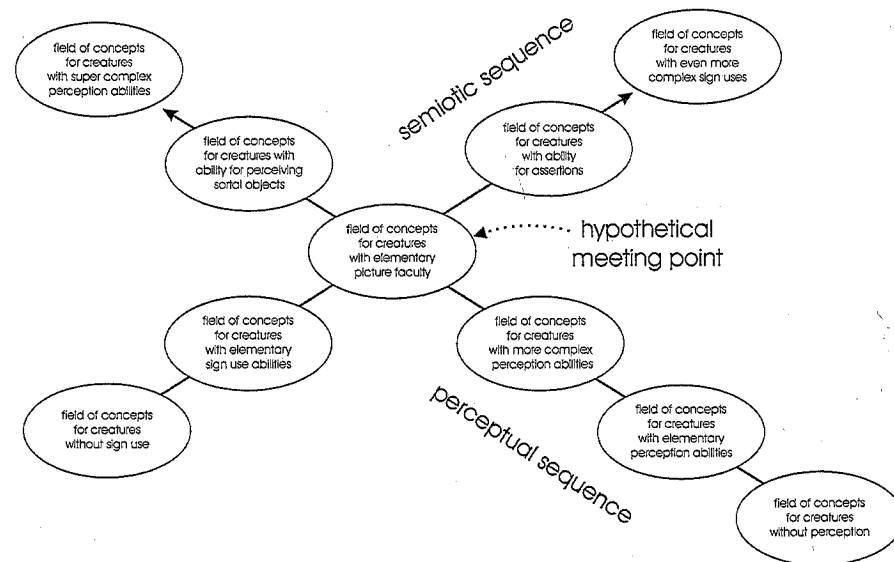 field of concepts
for creatures
with super complex
perception abilities
semiotic sequence
field of concepts
for creatures
with even more
complex sign uses
field of concepts
for creatures with
ability for perceiving
sortal objects
field of concepts
for creatures
with ability
for assertions
field of concepts
for creatures
with elementary
picture faculty
hypothetical
meeting point
field of concepts
for creatures
with elementary
sign use abilities
field of concepts
for creatures
with more complex
perception abilities
field of concepts
for creatures
without sign use
perceptual sequence
field of concepts
for creatures
with elementary
perception abilities
field of concepts
for creatures
without perception